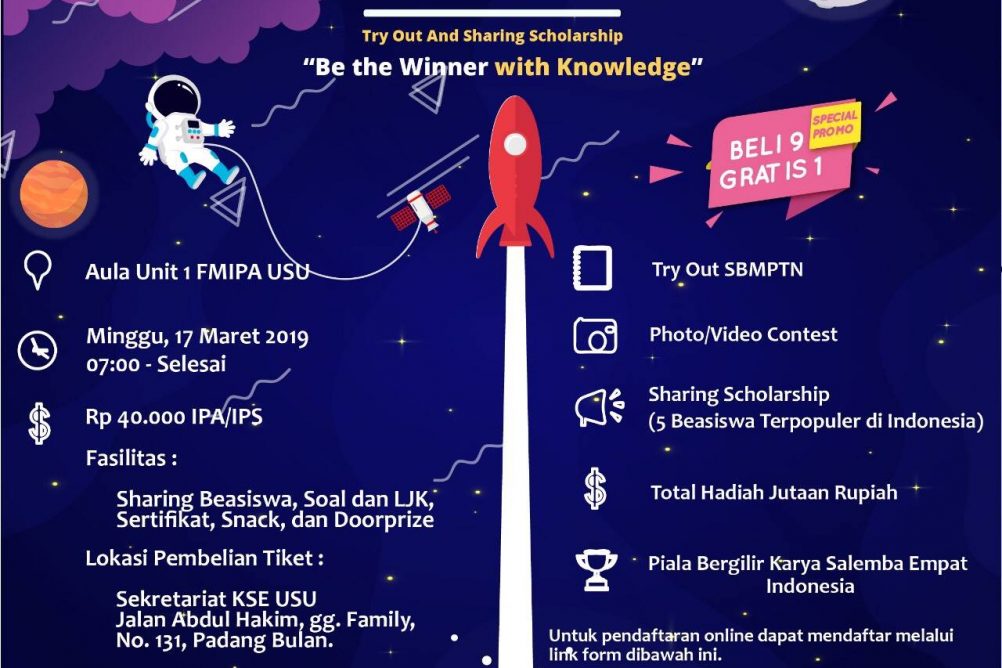 Try Out And Sharing Scholarship
“Be the Winner with Knowledge”
SPECIAL
PROMO
BELI 9
GRATIS 1
Aula Unit 1 FMIPA USU
Minggu, 17 Maret 2019
07:00 - Selesai
Rp 40.000 IPA/IPS
Fasilitas :
Sharing Beasiswa, Soal dan LJK,
Sertifikat, Snack, dan Doorprize
Lokasi Pembelian Tiket :
Sekretariat KSE USU
Jalan Abdul Hakim, gg. Family,
No. 131, Padang Bulan.
Try Out SBMPTN
Photo/Video Contest
Sharing Scholarship
(5 Beasiswa Terpopuler di Indonesia)
Total Hadiah Jutaan Rupiah
Piala Bergilir Karya Salemba Empat
Indonesia
Untuk pendaftaran online dapat mendaftar melalui
link form dibawah ini.